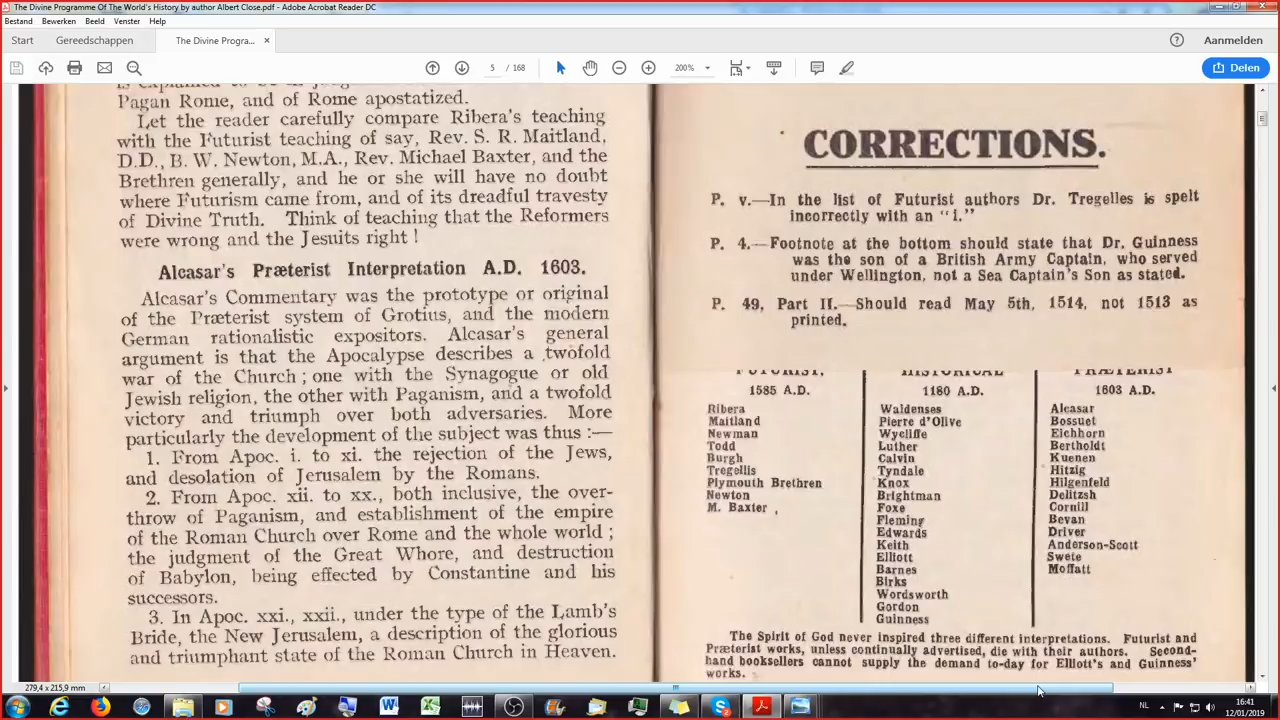 The Divine Programme Of The World's History by author Albert Close.pdf - Adobe Acrobat Reader DC
Bestand Bewerken Beeld Venster Help
Start Gereedschappen The Divine Progra... × Aanmelden
5 / 168 200% Delen
Pagan Rome, and of Rome apostatized.
Let the reader carefully compare Ribera's teaching
with the Futurist teaching of say, Rev. S. R. Maitland,
D.D., B. W. Newton, M.A., Rev. Michael Baxter, and the
Brethren generally, and he or she will have no doubt
where Futurism came from, and of its dreadful travesty
of Divine Truth. Think of teaching that the Reformers
were wrong and the Jesuits right !
Alcasar's Præterist Interpretation A.D. 1603.
Alcasar's Commentary was the prototype or original
of the Præterist system of Grotius, and the modern
German rationalistic expositors. Alcasar's general
argument is that the Apocalypse describes a twofold
war of the Church ; one with the Synagogue or old
Jewish religion, the other with Paganism, and a twofold
victory and triumph over both adversaries. More
particularly the development of the subject was thus :—
1. From Apoc. i. to xi. the rejection of the Jews,
and desolation of Jerusalem by the Romans.
2. From Apoc. xii. to xx., both inclusive, the over-
throw of Paganism, and establishment of the empire
of the Roman Church over Rome and the whole world ;
the judgment of the Great Whore, and destruction
of Babylon, being effected by Constantine and his
successors.
3. In Apoc. xxi., xxii., under the type of the Lamb's
Bride, the New Jerusalem, a description of the glorious
and triumphant state of the Roman Church in Heaven.
CORRECTIONS.
P. v.—In the list of Futurist authors Dr. Tregelles is spelt
incorrectly with an "i."
P. 4.—Footnote at the bottom should state that Dr. Guinness
was the son of a British Army Captain, who served
under Wellington, not a Sea Captain's Son as stated.
P. 49, Part II.—Should read May 5th, 1514, not 1513 as
printed.
FUTURIST. HISTORICAL PRÆTERIST
1585 A.D. 1180 A.D. 1603 A.D.
Ribera Waldenses Alcasar
Maitland Pierre d'Olive Bossuet
Newman Wycliffe Eichhorn
Todd Luther Bertholdt
Burgh Calvin Kuenen
Tregellis Tyndale Hitzig
Plymouth Brethren Knox Hilgenfeld
Newton Brightman Delitzsh
M. Baxter Foxe Cornill
Fleming Bevan
Edwards Driver
Keith Anderson-Scott
Elliott Swete
Barnes Moffatt
Birks
Wordsworth
Gordon
Guinness
The Spirit of God never inspired three different interpretations. Futurist and
Præterist works, unless continually advertised, die with their authors. Second-
hand booksellers cannot supply the demand to-day for Elliott's and Guinness'
works.
279,4 x 215,9 mm
NL 16:41
12/01/2019